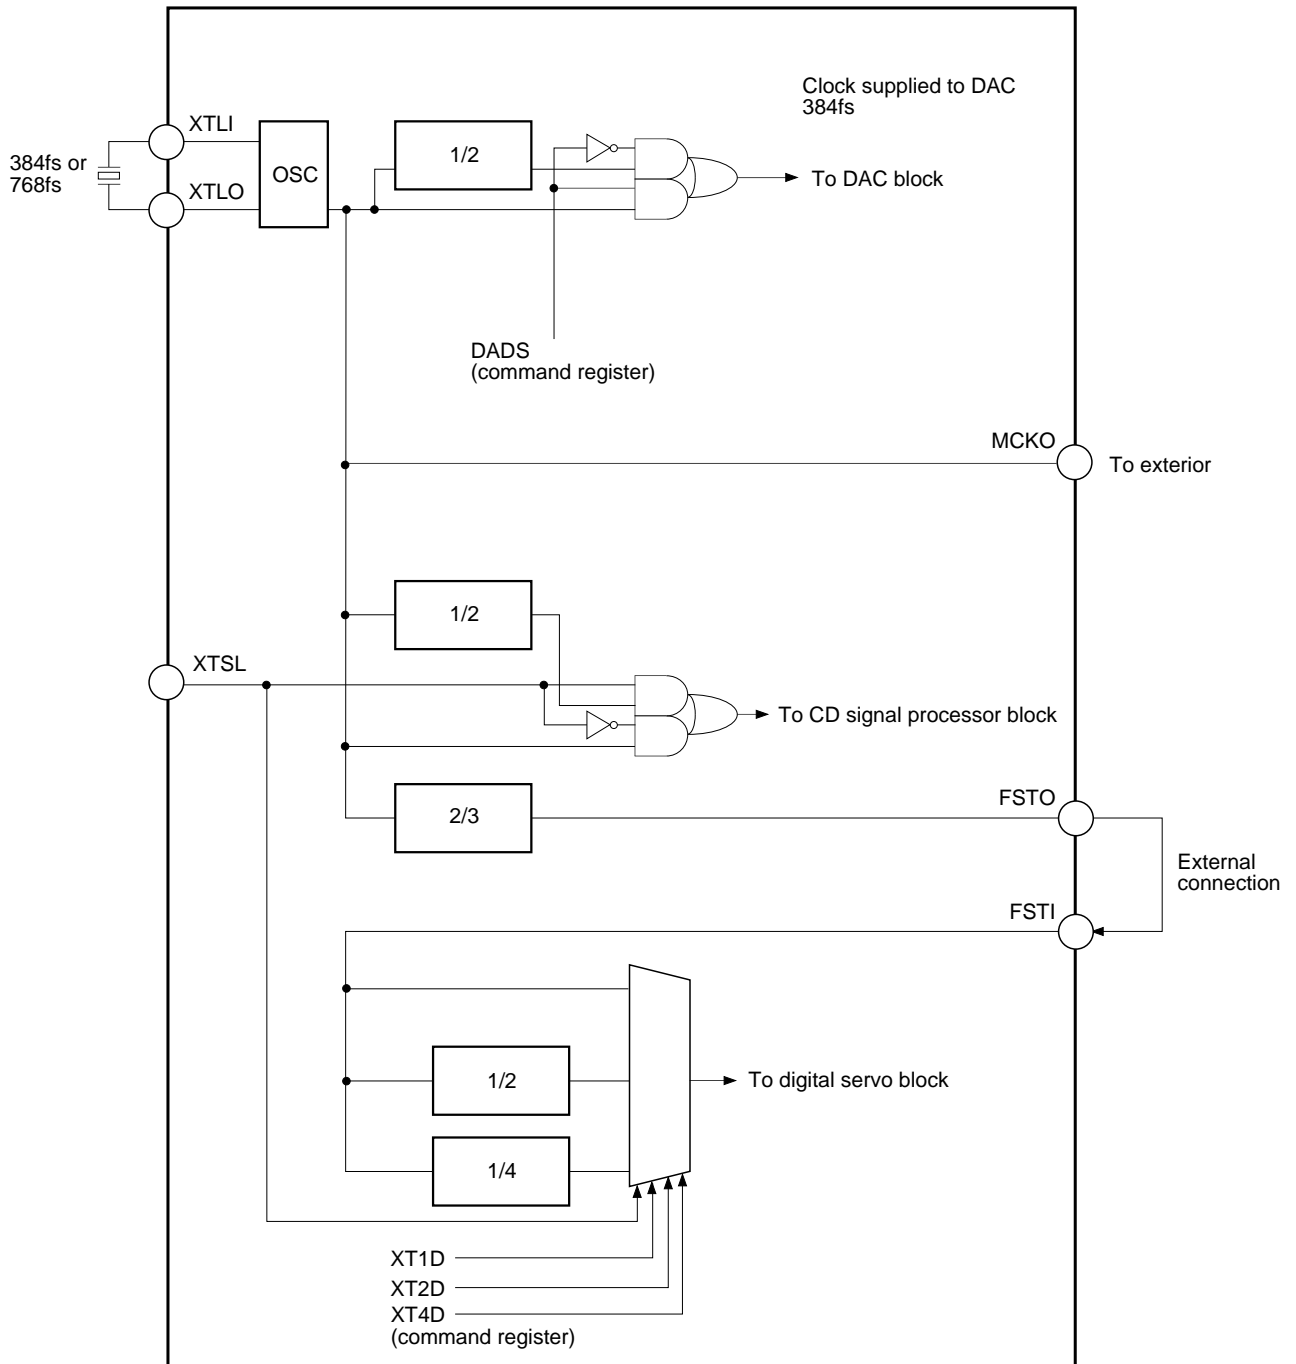 Clock supplied to DAC
384fs
XTLI
384fs or
768fs
OSC
1/2
To DAC block
XTLO
DADS
(command register)
MCKO
To exterior
1/2
XTSL
To CD signal processor block
FSTO
2/3
External
connection
FSTI
1/2
To digital servo block
1/4
XT1D
XT2D
XT4D
(command register)